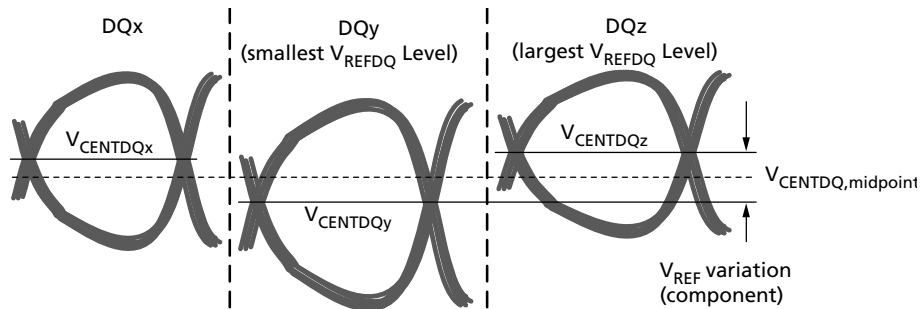 DQx
DQy
(smallest VREFDQ Level)
DQz
(largest VREFDQ Level)
VCENTDQx
VCENTDQz
VCENTDQ,midpoint
VCENTDQy
VREF variation
(component)